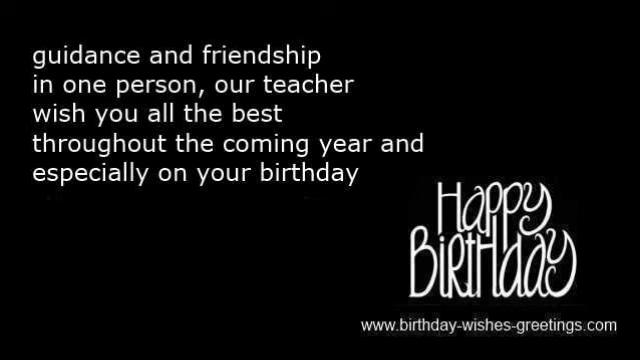 guidance and friendship
in one person, our teacher
wish you all the best
throughout the coming year and
especially on your birthday
Happy
Birthday
www.birthday-wishes-greetings.com